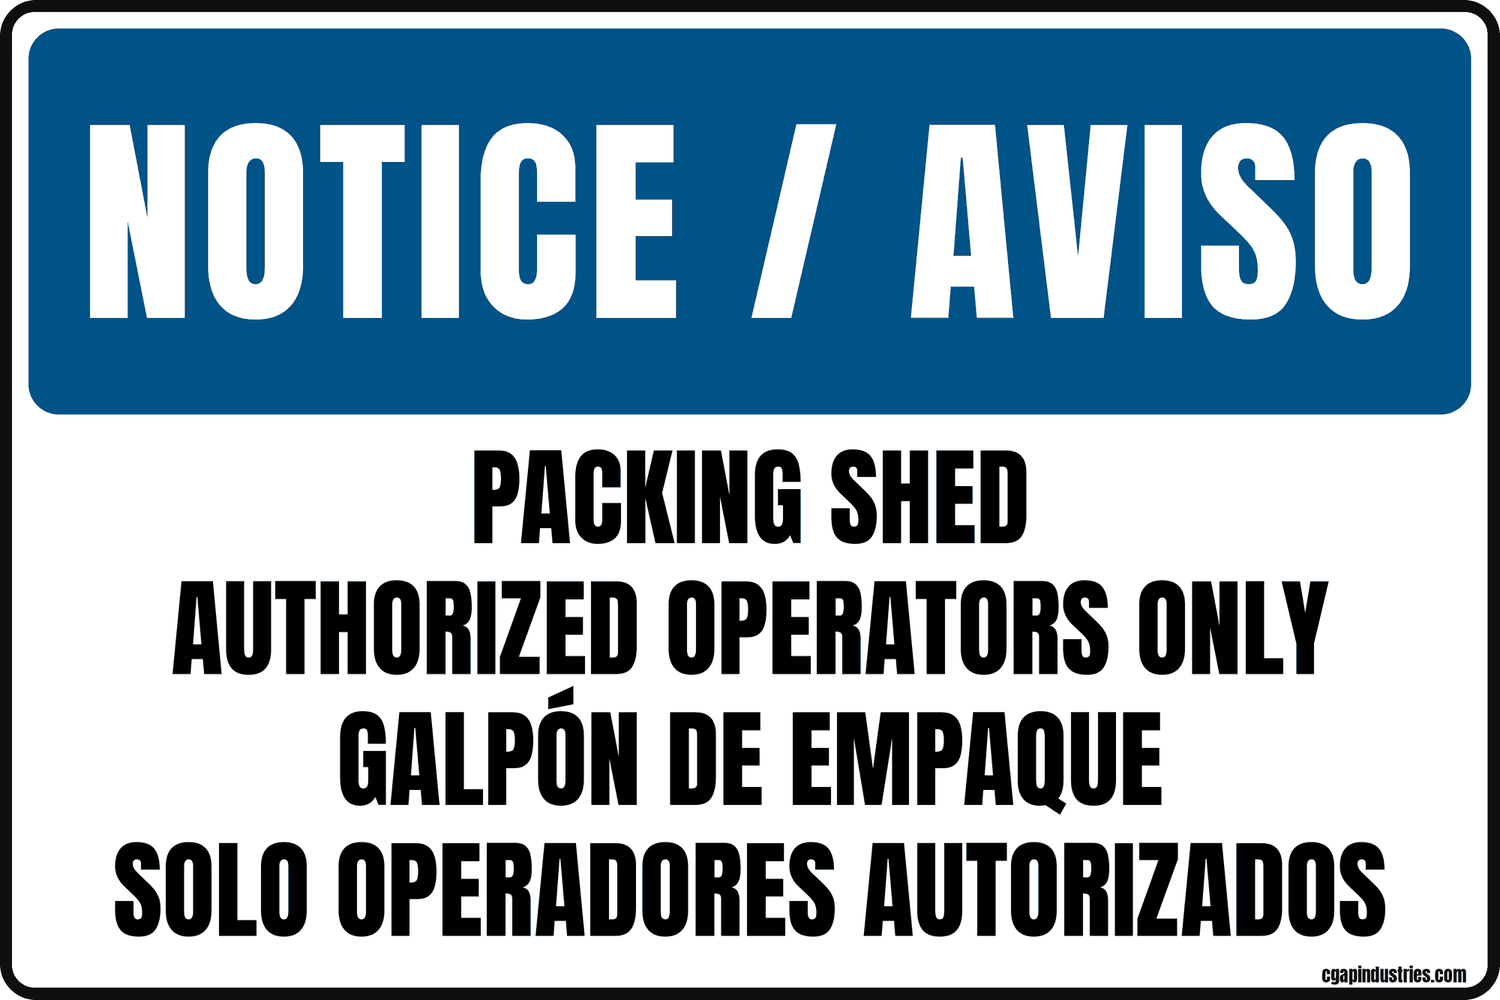 NOTICE / AVISO
PACKING SHED
AUTHORIZED OPERATORS ONLY
GALPÓN DE EMPAQUE
SOLO OPERADORES AUTORIZADOS
cgapindustries.com